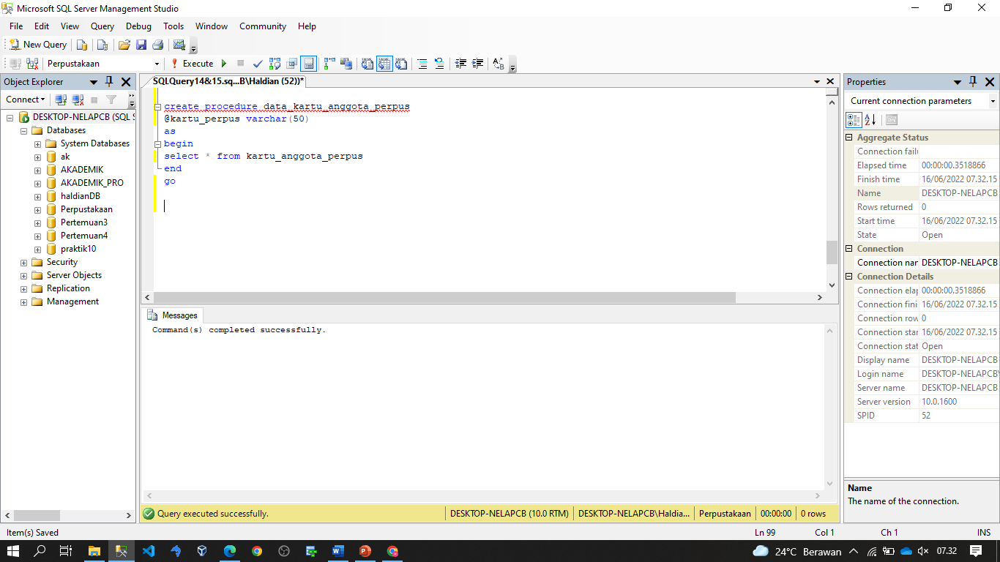 Microsoft SQL Server Management Studio
File Edit View Query Debug Tools Window Community Help
New Query
Perpustakaan
! Execute
Object Explorer
Connect
DESKTOP-NELAPCB (SQL S
Databases
System Databases
ak
AKADEMIK
AKADEMIK_PRO
haldianDB
Perpustakaan
Pertemuan3
Pertemuan4
praktik10
Security
Server Objects
Replication
Management
SQLQuery14&15.sq...B\Haldian (52))*
create procedure data_kartu_anggota_perpus
@kartu_perpus varchar(50)
as
begin
select * from kartu_anggota_perpus
end
go
Messages
Command(s) completed successfully.
Query executed successfully.
DESKTOP-NELAPCB (10.0 RTM)
DESKTOP-NELAPCB\Haldia...
Perpustakaan
00:00:00
0 rows
Properties
Current connection parameters
Aggregate Status
Connection failu
Elapsed time 00:00:00.3518866
Finish time 16/06/2022 07.32.15
Name DESKTOP-NELAPCB
Rows returned 0
Start time 16/06/2022 07.32.15
State Open
Connection
Connection nar DESKTOP-NELAPCB
Connection Details
Connection elap 00:00:00.3518866
Connection fini 16/06/2022 07.32.15
Connection row 0
Connection star 16/06/2022 07.32.15
Connection stat Open
Display name DESKTOP-NELAPCB
Login name DESKTOP-NELAPCB\
Server name DESKTOP-NELAPCB
Server version 10.0.1600
SPID 52
Name
The name of the connection.
Item(s) Saved
Ln 99
Col 1
Ch 1
INS
24°C Berawan
07.32